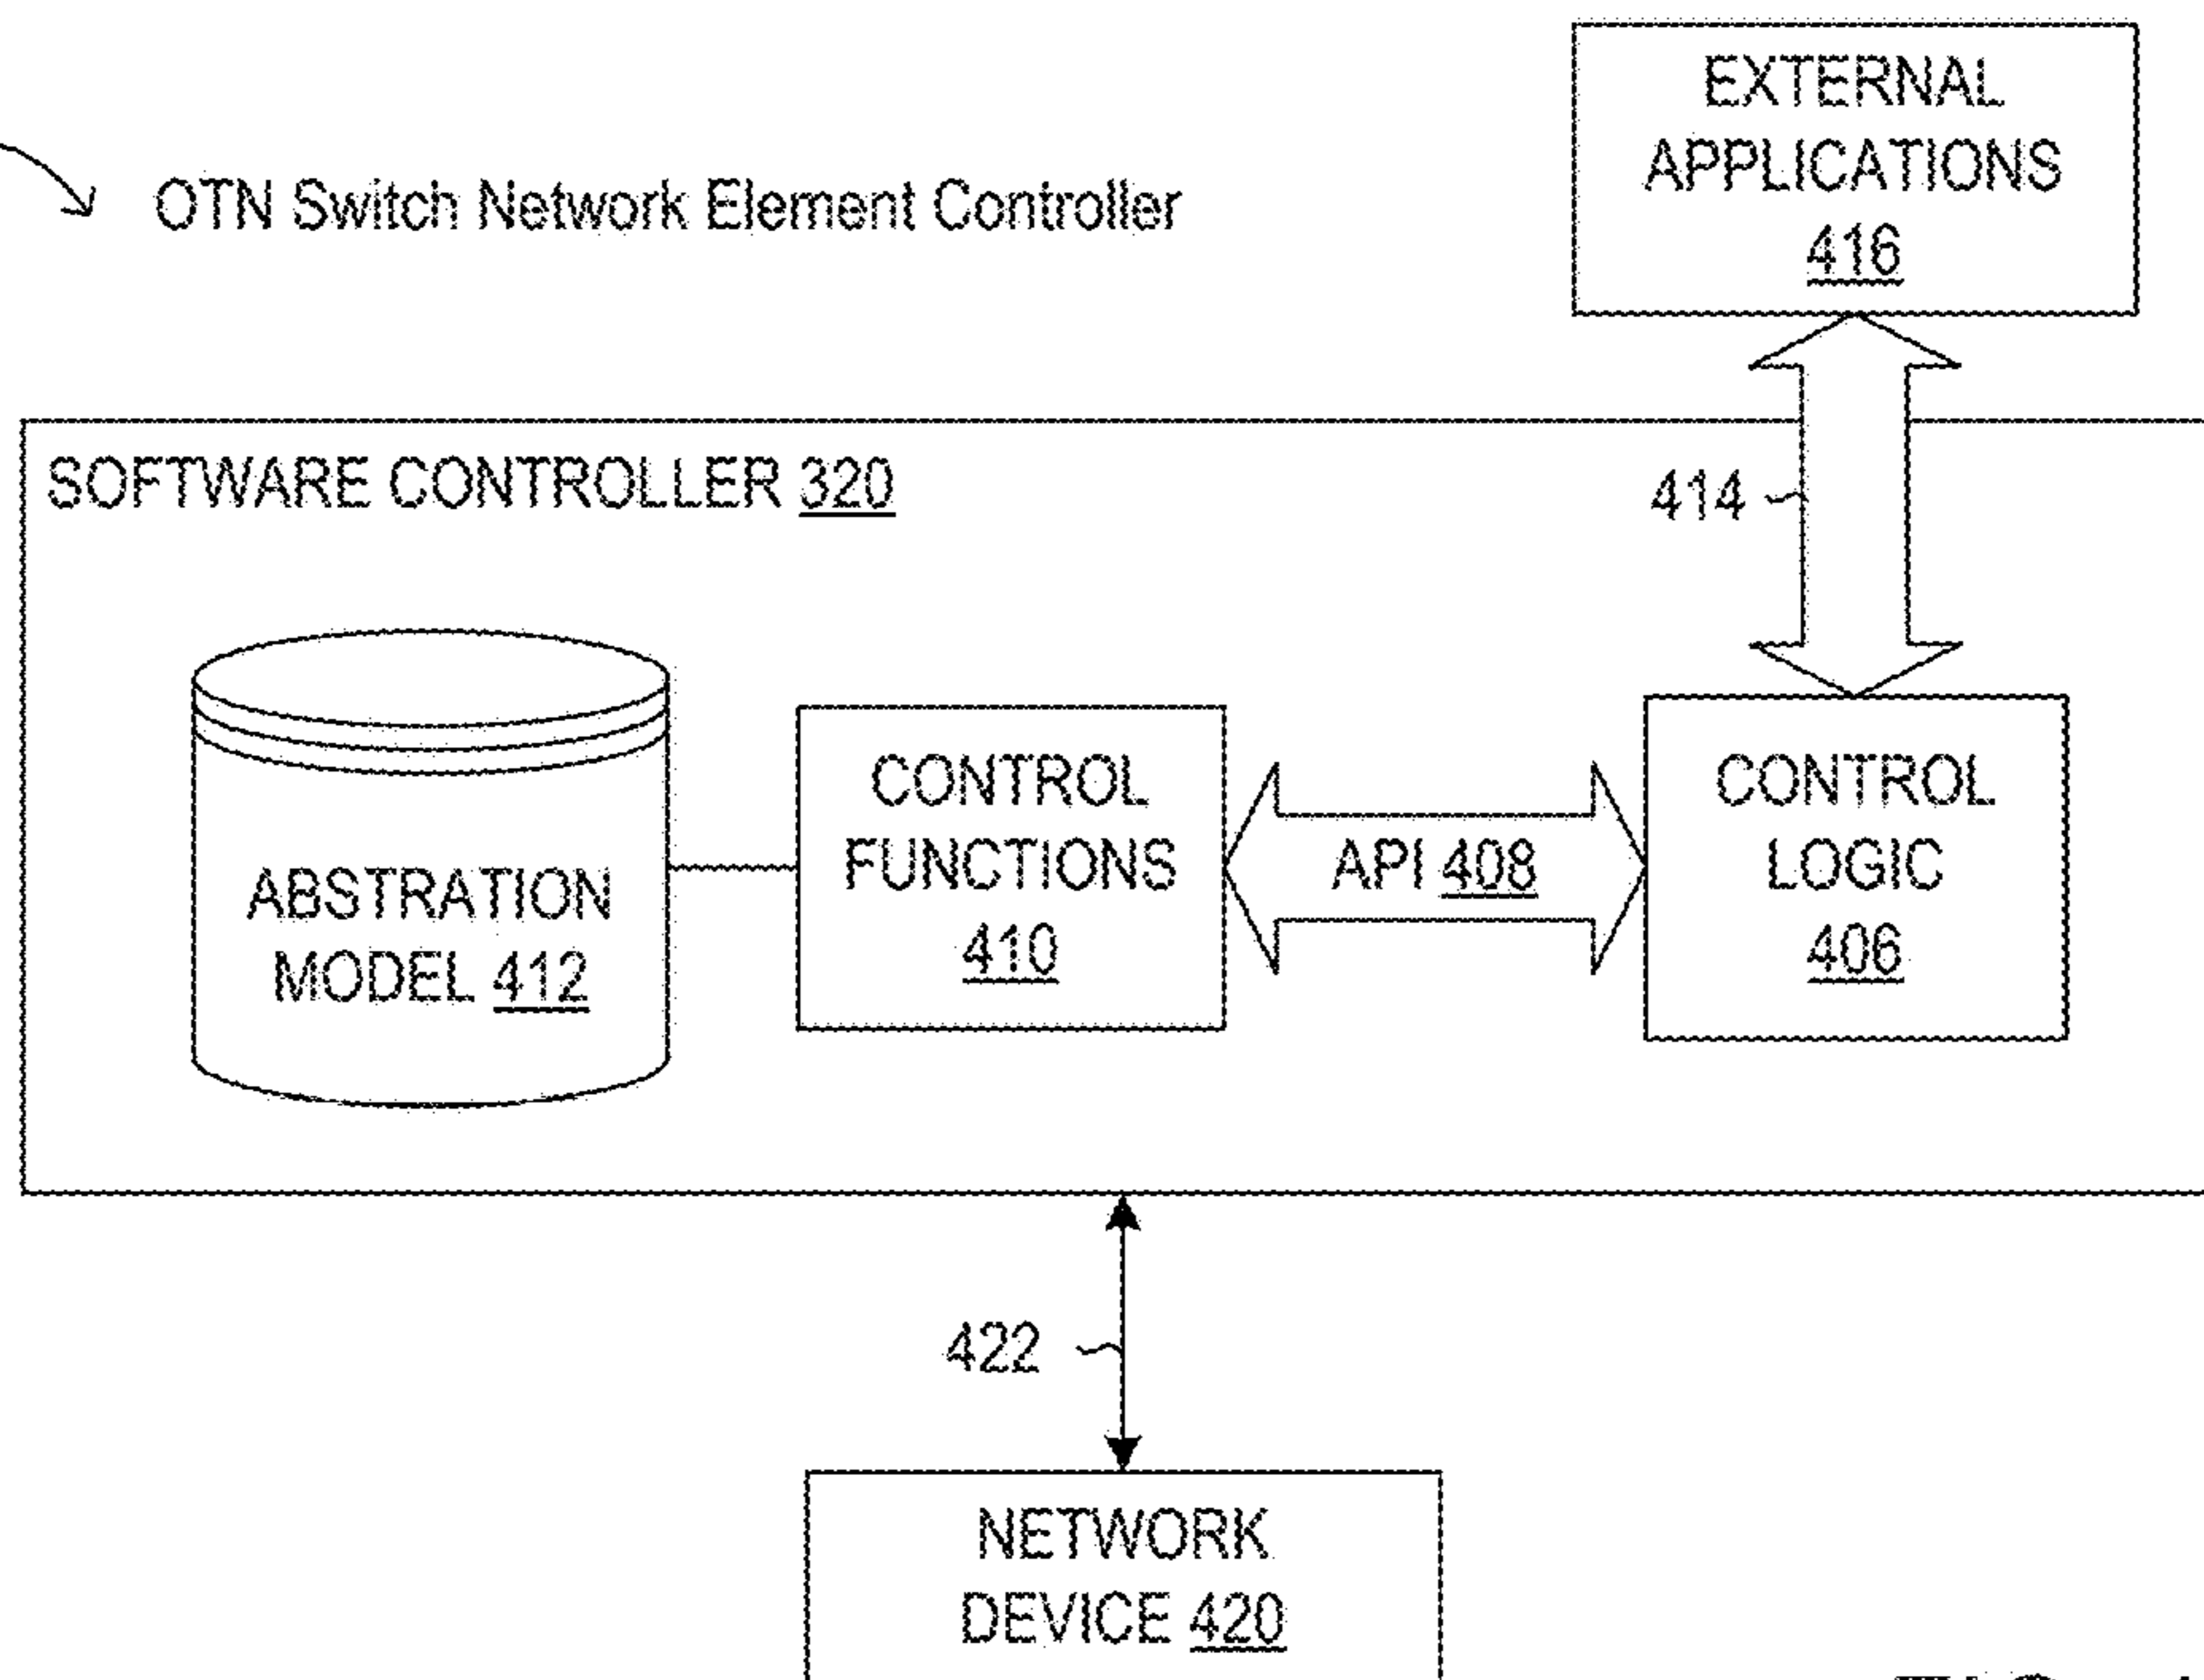 OTN Switch Network Element Controller
EXTERNAL
APPLICATIONS
416
SOFTWARE CONTROLLER 320
414
ABSTRATION
MODEL 412
CONTROL
FUNCTIONS
410
API 408
CONTROL
LOGIC
406
422
NETWORK
DEVICE 420